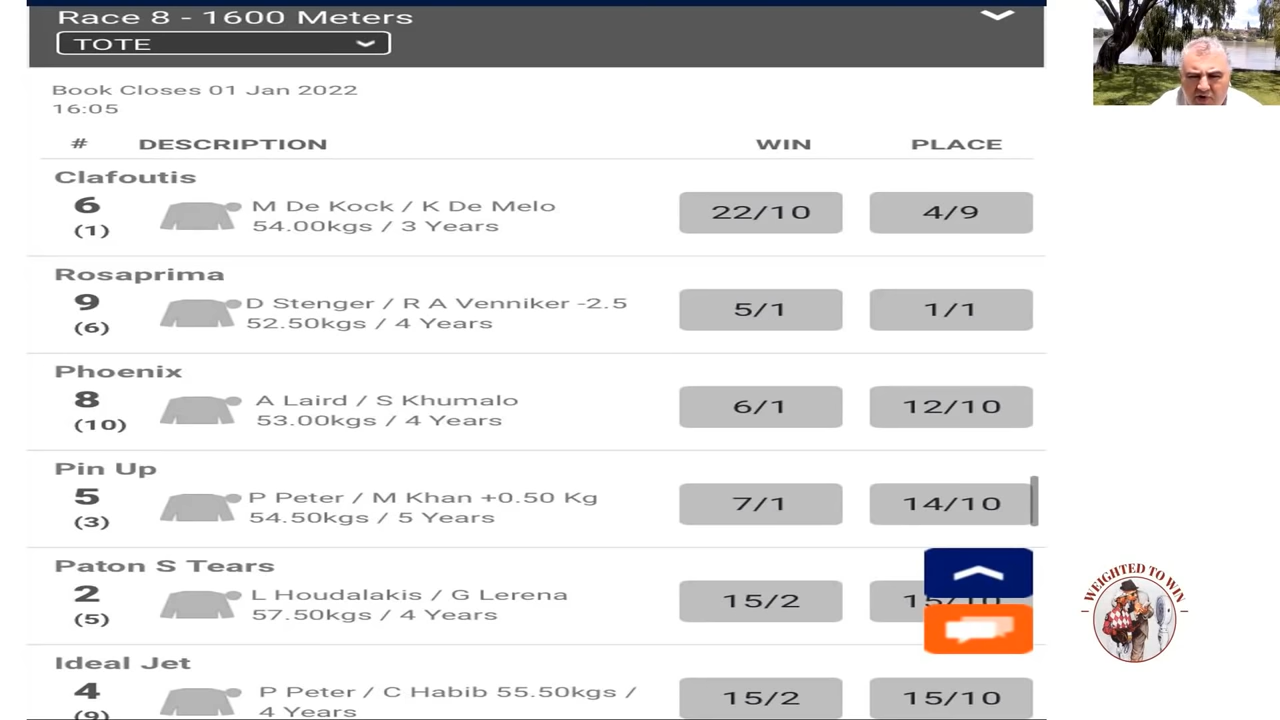 Race 8 - 1600 Meters
TOTE
Book Closes 01 Jan 2022
16:05
# DESCRIPTION WIN PLACE
Clafoutis
6 M De Kock / K De Melo 22/10 4/9
(1) 54.00kgs / 3 Years
Rosaprima
9 D Stenger / R A Venniker -2.5 5/1 1/1
(6) 52.50kgs / 4 Years
Phoenix
8 A Laird / S Khumalo 6/1 12/10
(10) 53.00kgs / 4 Years
Pin Up
5 P Peter / M Khan +0.50 Kg 7/1 14/10
(3) 54.50kgs / 5 Years
Paton S Tears
2 L Houdalakis / G Lerena 15/2 15/10
(5) 57.50kgs / 4 Years
Ideal Jet
4 P Peter / C Habib 55.50kgs / 15/2 15/10
(9) 4 Years
WEIGHTED TO WIN